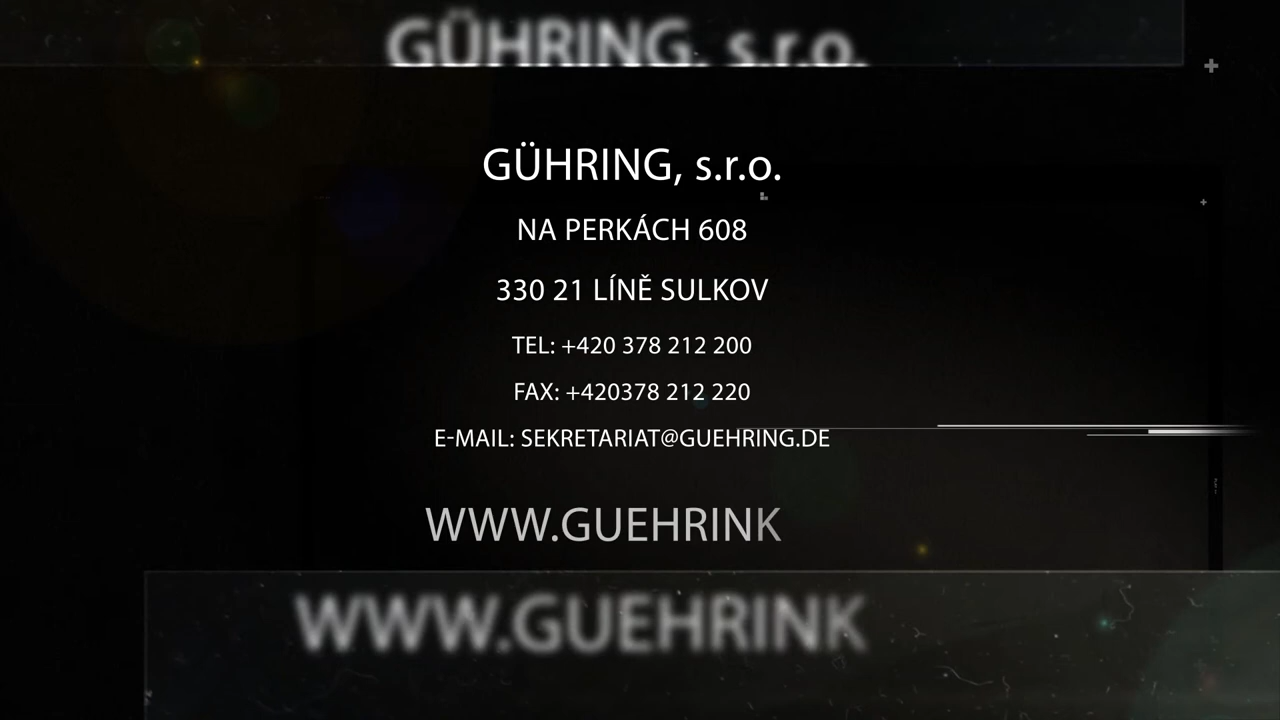 GÜHRING, s.r.o.
GÜHRING, s.r.o.
NA PERKÁCH 608
330 21 LÍNĚ SULKOV
TEL: +420 378 212 200
FAX: +420378 212 220
E-MAIL: SEKRETARIAT@GUEHRING.DE
WWW.GUEHRINK
WWW.GUEHRINK